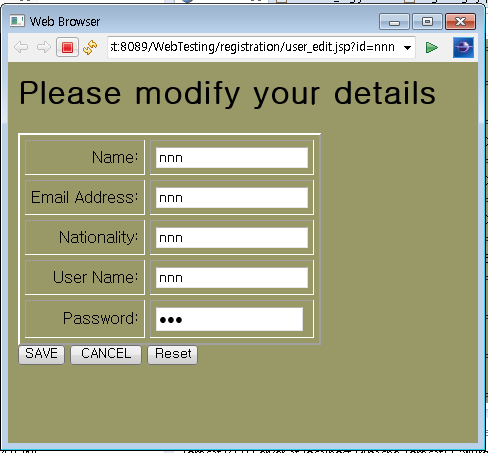 Web Browser
st:8089/WebTesting/registration/user_edit.jsp?id=nnn
Please modify your details
Name: nnn
Email Address: nnn
Nationality: nnn
User Name: nnn
Password: ●●●
SAVE CANCEL Reset